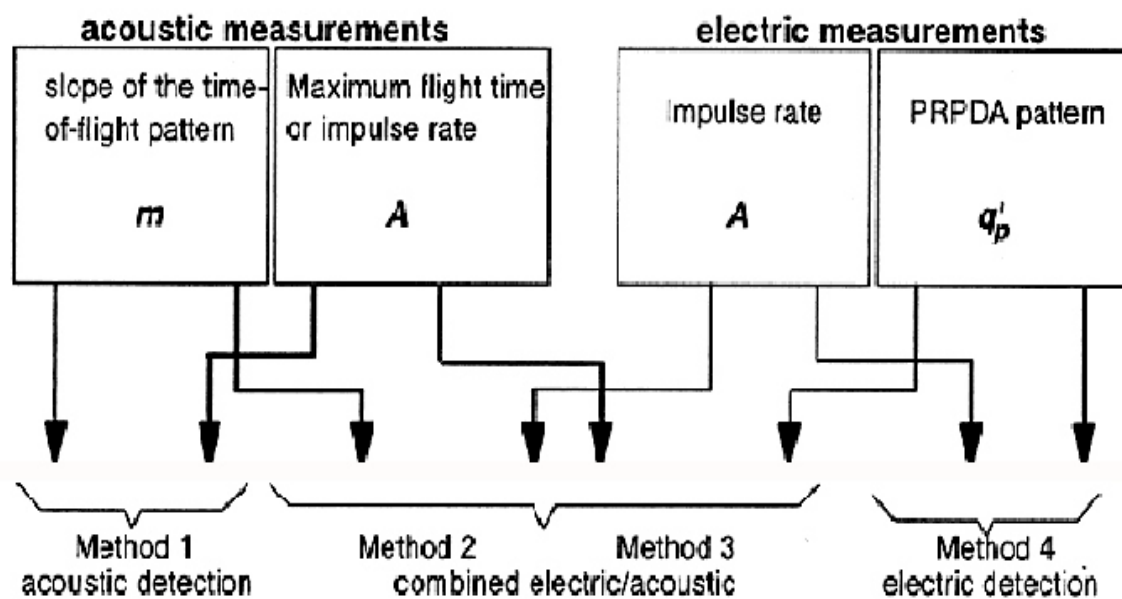 acoustic measurements
electric measurements
slope of the time-
of-flight pattern
m
Maximum flight time
or impulse rate
A
Impulse rate
A
PRPDA pattern
q'p
Method 1
acoustic detection
Method 2 Method 3
combined electric/acoustic
Method 4
electric detection